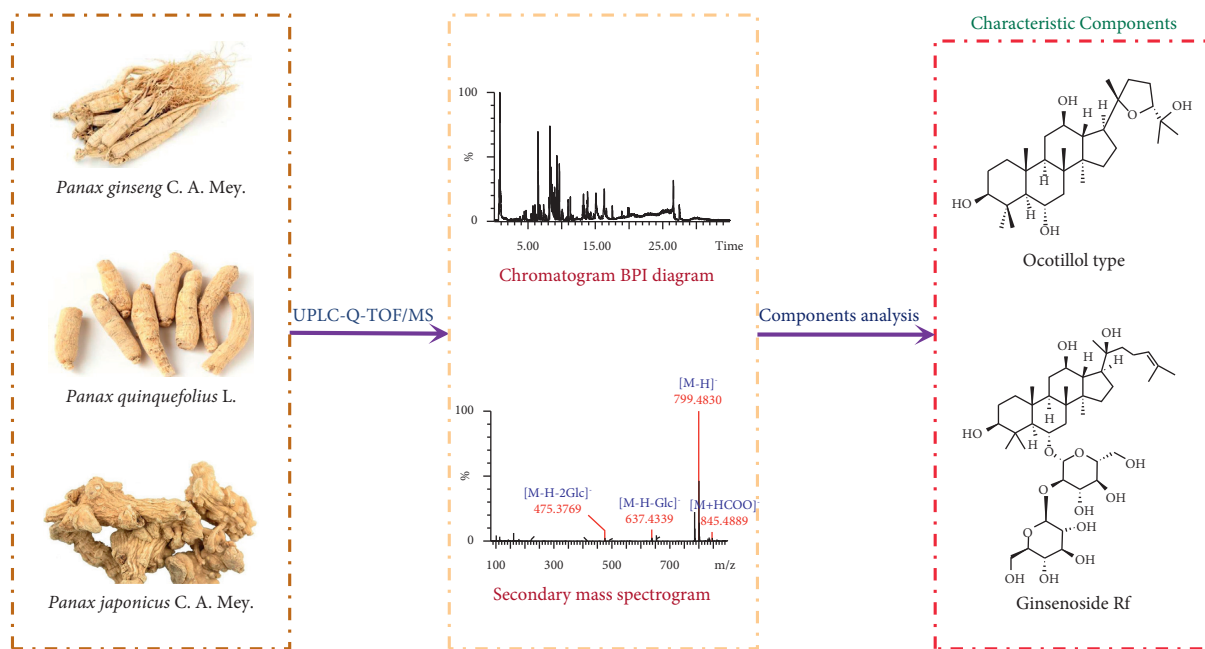 Panax ginseng C. A. Mey.
Panax quinquefolius L.
Panax japonicus C. A. Mey.
UPLC-Q-TOF/MS
100
%
0
5.00 15.00 25.00 Time
Chromatogram BPI diagram
[M-H]-
799.4830
100
%
[M-H-2Glc]-
475.3769
[M-H-Glc]-
637.4339
[M+HCOO]-
845.4889
0
100 300 500 700 m/z
Secondary mass spectrogram
Components analysis
Characteristic Components
OH
H
H
O
OH
H
HO
H
OH
Ocotillol type
OH
OH
H
H
H
HO
H
O
O
OH
O
OH
OH
O
OH
O
OH
OH
OH
Ginsenoside Rf